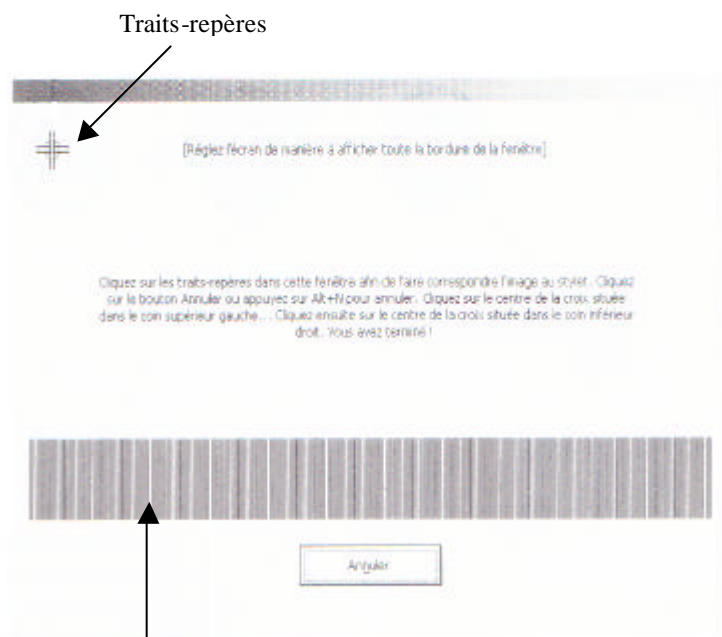 Traits-repères
[Réglez l'écran de manière à afficher toute la bordure de la fenêtre]
Cliquez sur les traits-repères dans cette fenêtre afin de faire correspondre l'image au stylet. Cliquez
sur le bouton Annuler ou appuyez sur Alt+N pour annuler. Cliquez sur le centre de la croix située
dans le coin supérieur gauche... Cliquez ensuite sur le centre de la croix située dans le coin inférieur
droit. Vous avez terminé !
Annuler